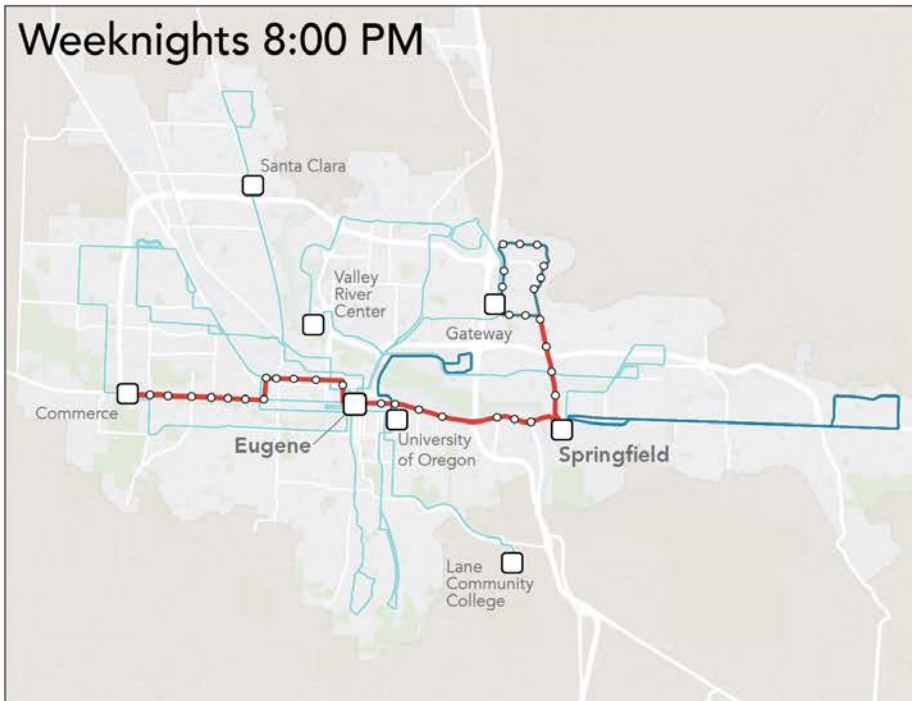 Weeknights 8:00 PM
Santa Clara
Valley
River
Center
Gateway
Commerce
Eugene
University
of Oregon
Springfield
Lane
Community
College